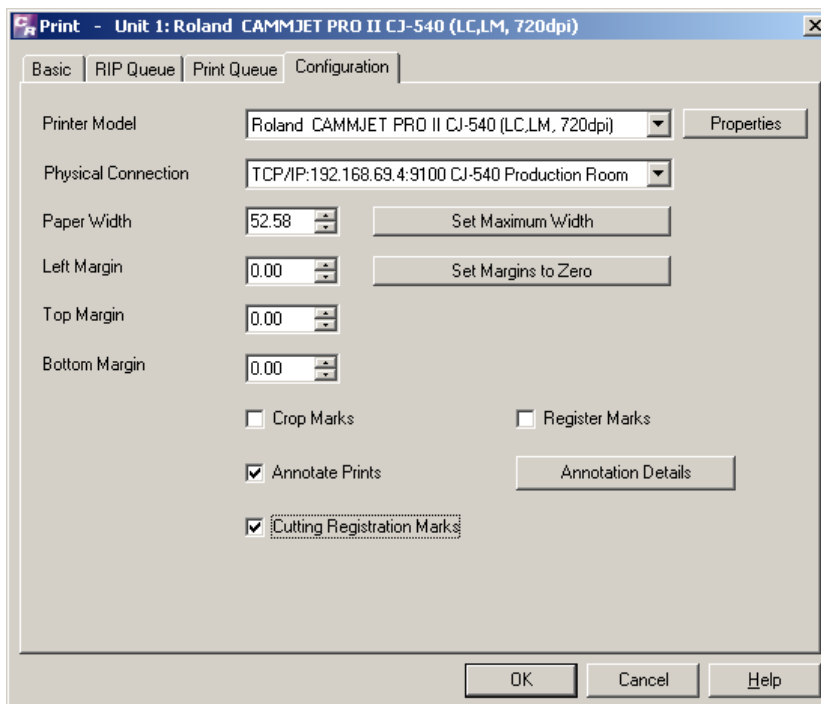 CR Print - Unit 1: Roland CAMMJET PRO II CJ-540 (LC,LM, 720dpi)
Basic RIP Queue Print Queue Configuration
Printer Model Roland CAMMJET PRO II CJ-540 (LC,LM, 720dpi) Properties
Physical Connection TCP/IP:192.168.69.4:9100 CJ-540 Production Room
Paper Width 52.58 Set Maximum Width
Left Margin 0.00 Set Margins to Zero
Top Margin 0.00
Bottom Margin 0.00
Crop Marks Register Marks
Annotate Prints Annotation Details
Cutting Registration Marks
OK Cancel Help